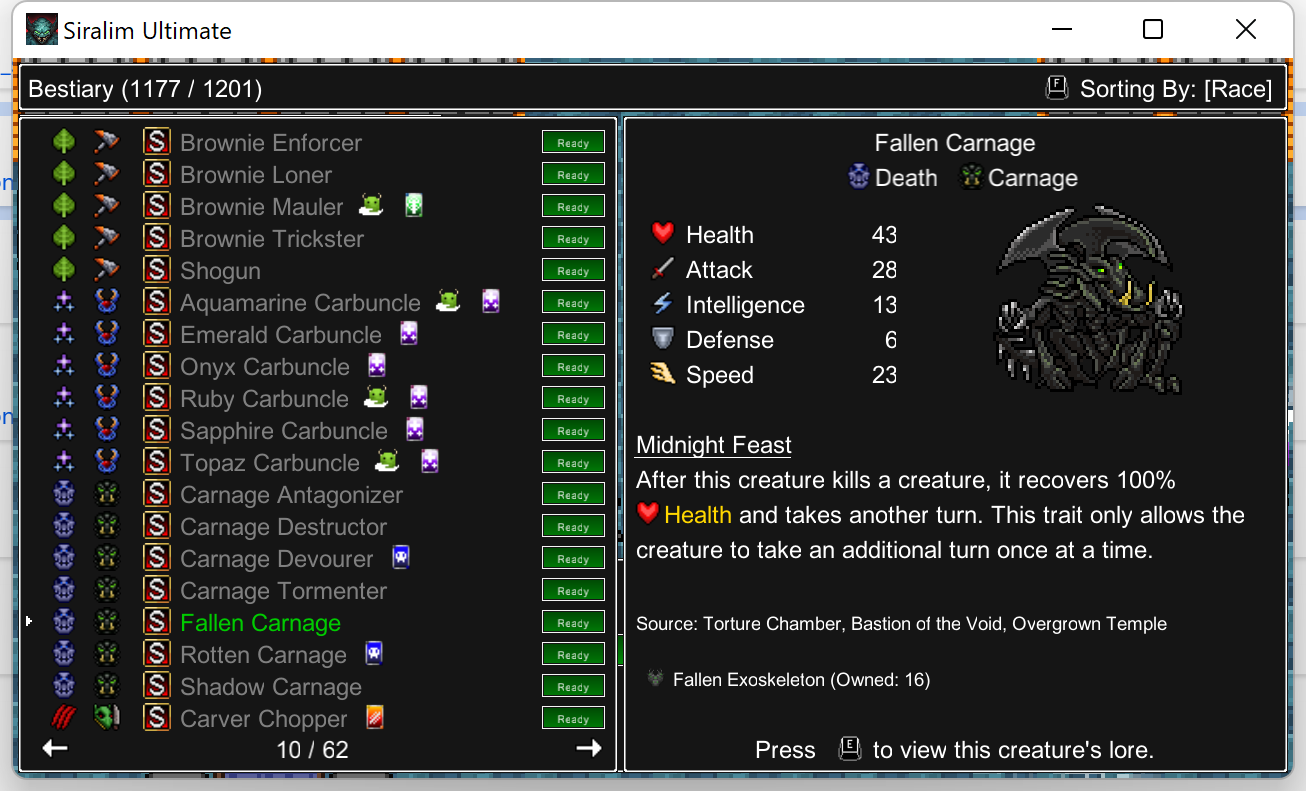 Siralim Ultimate
Bestiary (1177 / 1201)
F Sorting By: [Race]
S Brownie Enforcer Ready
S Brownie Loner Ready
S Brownie Mauler Ready
S Brownie Trickster Ready
S Shogun Ready
S Aquamarine Carbuncle Ready
S Emerald Carbuncle Ready
S Onyx Carbuncle Ready
S Ruby Carbuncle Ready
S Sapphire Carbuncle Ready
S Topaz Carbuncle Ready
S Carnage Antagonizer Ready
S Carnage Destructor Ready
S Carnage Devourer Ready
S Carnage Tormenter Ready
S Fallen Carnage Ready
S Rotten Carnage Ready
S Shadow Carnage Ready
S Carver Chopper Ready
10 / 62
Fallen Carnage
Death Carnage
Health 43
Attack 28
Intelligence 13
Defense 6
Speed 23
Midnight Feast
After this creature kills a creature, it recovers 100%
Health and takes another turn. This trait only allows the
creature to take an additional turn once at a time.
Source: Torture Chamber, Bastion of the Void, Overgrown Temple
Fallen Exoskeleton (Owned: 16)
Press E to view this creature's lore.